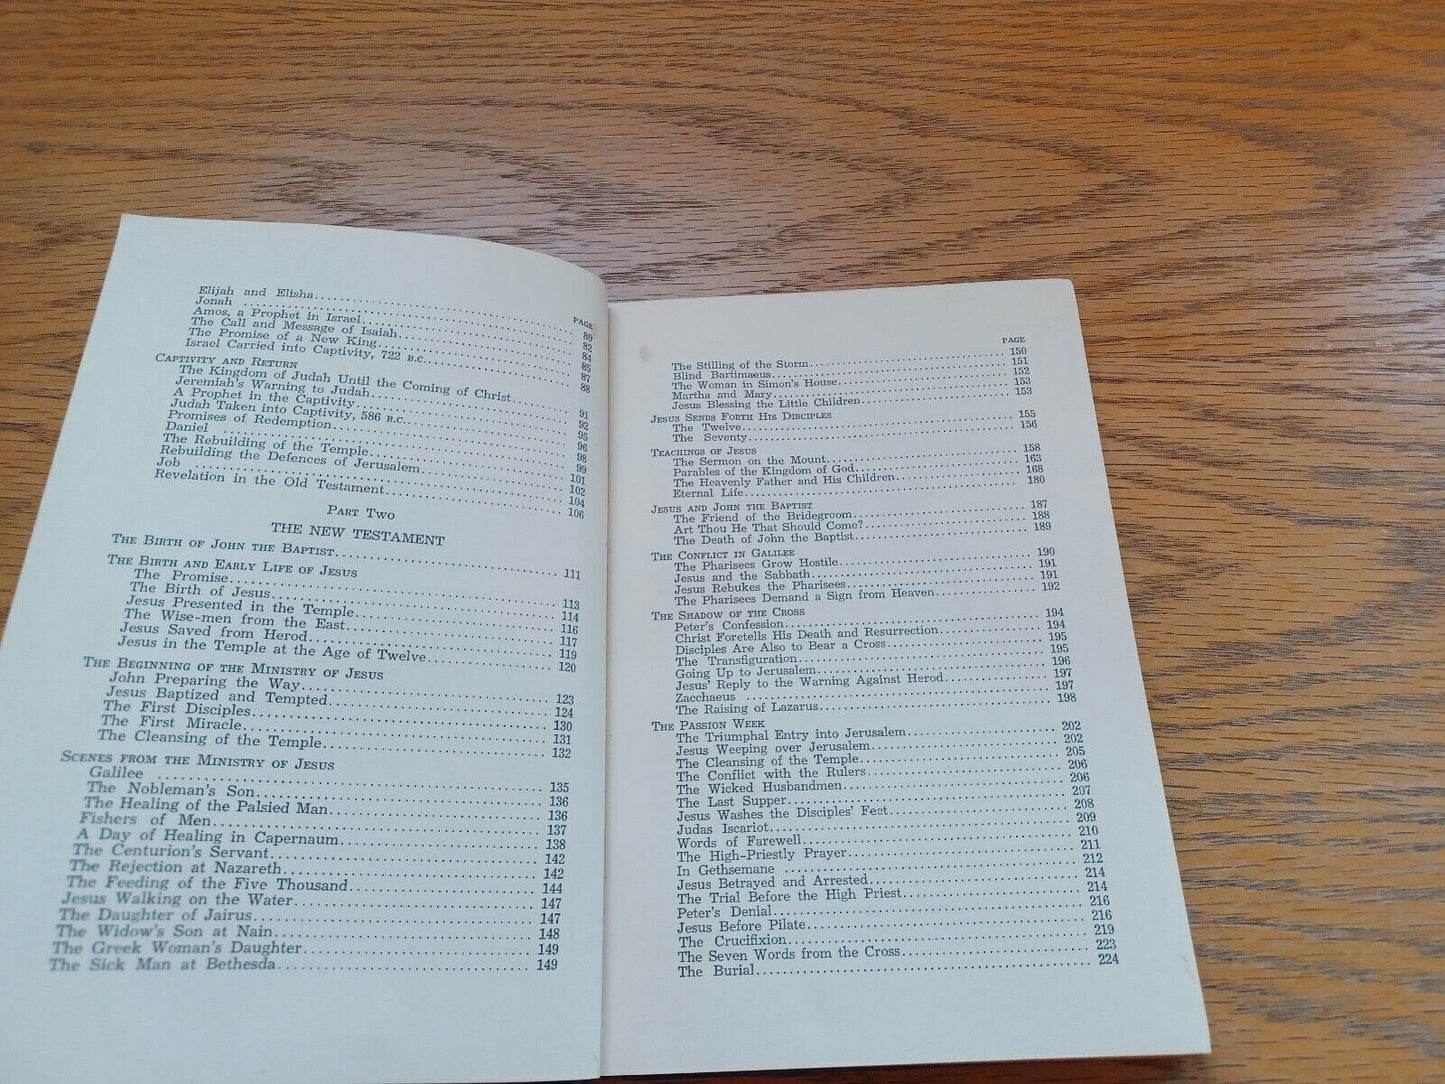 PAGE
Elijah and Elisha 80
Jonah 82
Amos, a Prophet in Israel 84
The Call and Message of Isaiah 85
The Promise of a New King 87
Israel Carried into Captivity, 722 B.C. 88
CAPTIVITY AND RETURN
The Kingdom of Judah Until the Coming of Christ 91
Jeremiah's Warning to Judah 92
A Prophet in the Captivity 95
Judah Taken into Captivity, 586 B.C. 96
Promises of Redemption 98
Daniel 99
The Rebuilding of the Temple 101
Rebuilding the Defences of Jerusalem 102
Job 104
Revelation in the Old Testament 106
PART TWO
THE NEW TESTAMENT
THE BIRTH OF JOHN THE BAPTIST 111
THE BIRTH AND EARLY LIFE OF JESUS
The Promise 113
The Birth of Jesus 114
Jesus Presented in the Temple 116
The Wise-men from the East 117
Jesus Saved from Herod 119
Jesus in the Temple at the Age of Twelve 120
THE BEGINNING OF THE MINISTRY OF JESUS
John Preparing the Way 123
Jesus Baptized and Tempted 124
The First Disciples 130
The First Miracle 131
The Cleansing of the Temple 132
SCENES FROM THE MINISTRY OF JESUS
Galilee 135
The Nobleman's Son 136
The Healing of the Palsied Man 136
Fishers of Men 137
A Day of Healing in Capernaum 138
The Centurion's Servant 142
The Rejection at Nazareth 142
The Feeding of the Five Thousand 144
Jesus Walking on the Water 147
The Daughter of Jairus 147
The Widow's Son at Nain 148
The Greek Woman's Daughter 149
The Sick Man at Bethesda 149
PAGE
The Stilling of the Storm 150
Blind Bartimaeus 151
The Woman in Simon's House 152
Martha and Mary 153
Jesus Blessing the Little Children 153
JESUS SENDS FORTH HIS DISCIPLES
The Twelve 155
The Seventy 156
TEACHINGS OF JESUS
The Sermon on the Mount 158
Parables of the Kingdom of God 163
The Heavenly Father and His Children 168
Eternal Life 180
JESUS AND JOHN THE BAPTIST
The Friend of the Bridegroom 187
Art Thou He That Should Come? 188
The Death of John the Baptist 189
THE CONFLICT IN GALILEE
The Pharisees Grow Hostile 190
Jesus and the Sabbath 191
Jesus Rebukes the Pharisees 191
The Pharisees Demand a Sign from Heaven 192
THE SHADOW OF THE CROSS
Peter's Confession 194
Christ Foretells His Death and Resurrection 194
Disciples Are Also to Bear a Cross 195
The Transfiguration 195
Going Up to Jerusalem 196
Jesus' Reply to the Warning Against Herod 197
Zacchaeus 197
The Raising of Lazarus 198
THE PASSION WEEK
The Triumphal Entry into Jerusalem 202
Jesus Weeping over Jerusalem 202
The Cleansing of the Temple 205
The Conflict with the Rulers 206
The Wicked Husbandmen 206
The Last Supper 207
Jesus Washes the Disciples' Feet 208
Judas Iscariot 209
Words of Farewell 210
The High-Priestly Prayer 211
In Gethsemane 212
Jesus Betrayed and Arrested 214
The Trial Before the High Priest 214
Peter's Denial 216
Jesus Before Pilate 216
The Crucifixion 219
The Seven Words from the Cross 223
The Burial 224